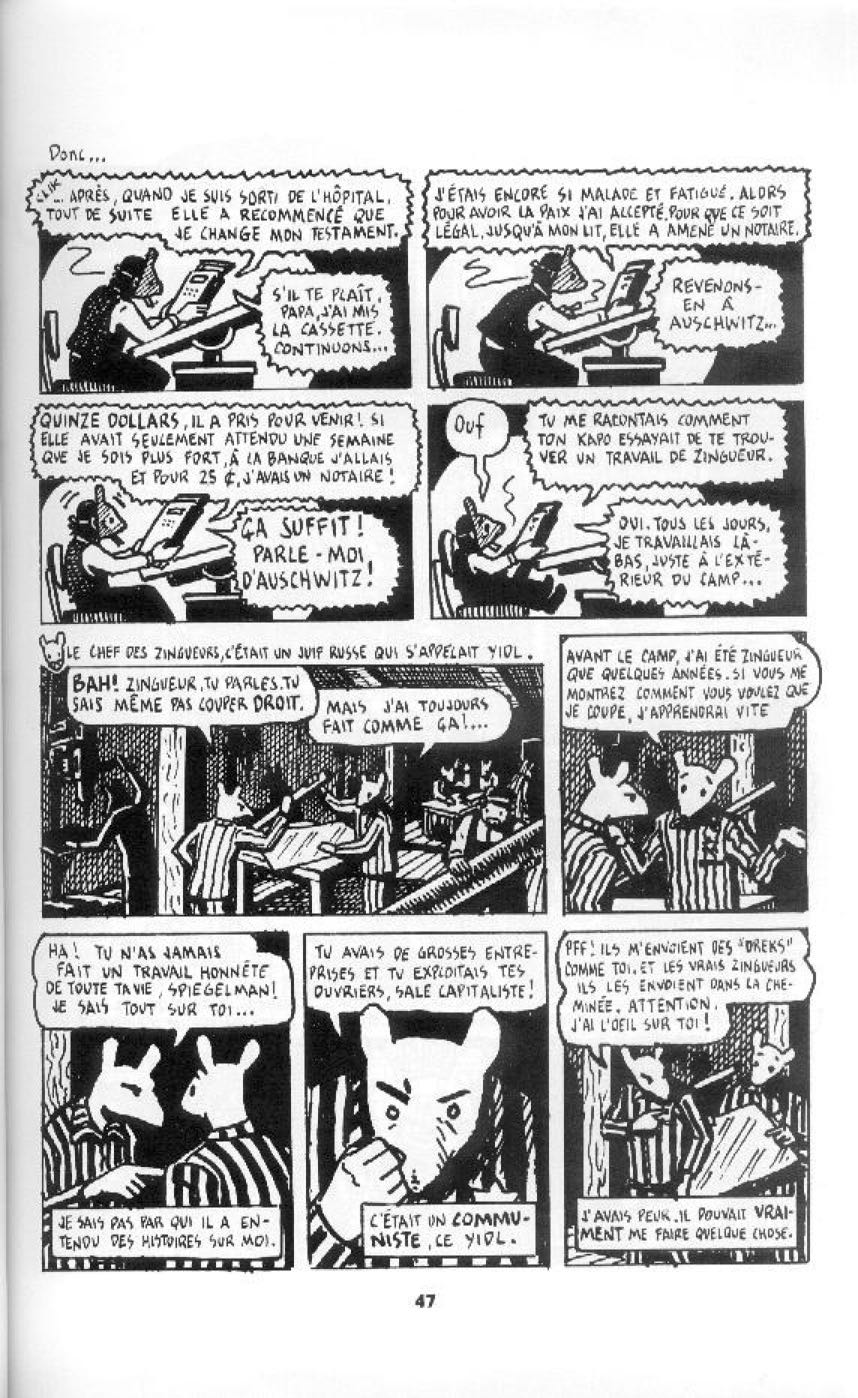 Donc...
CLIK
... APRÈS, QUAND JE SUIS SORTI DE L'HÔPITAL,
TOUT DE SUITE ELLE A RECOMMENCÉ QUE
JE CHANGE MON TESTAMENT.
S'IL TE PLAÎT,
PAPA, J'AI MIS
LA CASSETTE.
CONTINUONS...
J'ÉTAIS ENCORE SI MALADE ET FATIGUÉ. ALORS
POUR AVOIR LA PAIX J'AI ACCEPTÉ. POUR QUE CE SOIT
LÉGAL, JUSQU'À MON LIT, ELLE A AMENÉ UN NOTAIRE.
REVENONS-
EN À
AUSCHWITZ...
QUINZE DOLLARS, IL A PRIS POUR VENIR! SI
ELLE AVAIT SEULEMENT ATTENDU UNE SEMAINE
QUE JE SOIS PLUS FORT, À LA BANQUE J'ALLAIS
ET POUR 25 ¢, J'AVAIS UN NOTAIRE!
ÇA SUFFIT!
PARLE-MOI
D'AUSCHWITZ!
Ouf
TU ME RACONTAIS COMMENT
TON KAPO ESSAYAIT DE TE TROU-
VER UN TRAVAIL DE ZINGUEUR.
OUI. TOUS LES JOURS,
JE TRAVAILLAIS LÀ-
BAS, JUSTE À L'EXTÉ-
RIEUR DU CAMP...
LE CHEF DES ZINGUEURS, C'ÉTAIT UN JUIF RUSSE QUI S'APPELAIT YIDL.
BAH! ZINGUEUR, TU PARLES. TU
SAIS MÊME PAS COUPER DROIT.
MAIS J'AI TOUJOURS
FAIT COMME ÇA!...
AVANT LE CAMP, J'AI ÉTÉ ZINGUEUR
QUE QUELQUES ANNÉES. SI VOUS ME
MONTREZ COMMENT VOUS VOULEZ QUE
JE COUPE, J'APPRENDRAI VITE
HA! TU N'AS JAMAIS
FAIT UN TRAVAIL HONNÊTE
DE TOUTE TA VIE, SPIEGELMAN!
JE SAIS TOUT SUR TOI...
JE SAIS PAS PAR QUI IL A EN-
TENDU DES HISTOIRES SUR MOI.
TU AVAIS DE GROSSES ENTRE-
PRISES ET TU EXPLOITAIS TES
OUVRIERS, SALE CAPITALISTE!
C'ÉTAIT UN COMMU-
NISTE, CE YIDL.
PFF! ILS M'ENVOIENT DES "DREKS"
COMME TOI. ET LES VRAIS ZINGUEURS
ILS LES ENVOIENT DANS LA CHE-
MINÉE. ATTENTION.
J'AI L'OEIL SUR TOI!
J'AVAIS PEUR. IL POUVAIT VRAI-
MENT ME FAIRE QUELQUE CHOSE.
47